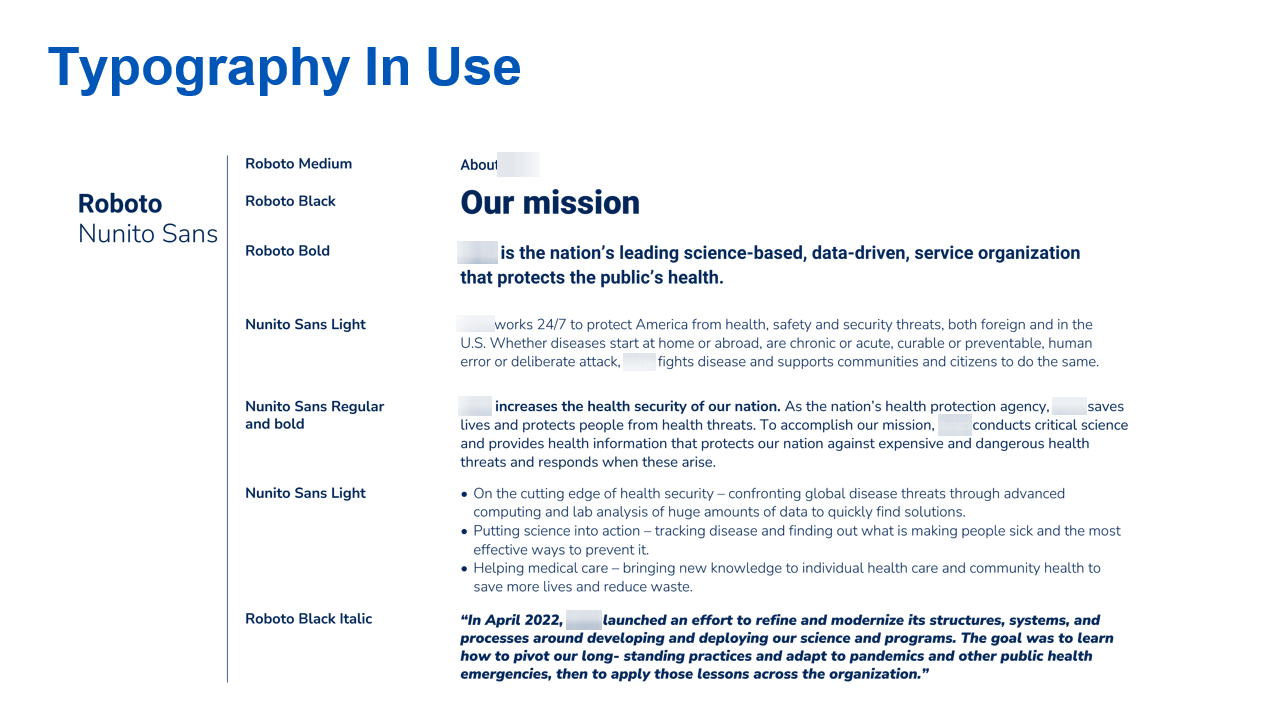 Typography In Use
Roboto
Nunito Sans
Roboto Medium
About
Roboto Black
Our mission
Roboto Bold
is the nation’s leading science-based, data-driven, service organization
that protects the public’s health.
Nunito Sans Light
works 24/7 to protect America from health, safety and security threats, both foreign and in the
U.S. Whether diseases start at home or abroad, are chronic or acute, curable or preventable, human
error or deliberate attack, fights disease and supports communities and citizens to do the same.
Nunito Sans Regular
and bold
increases the health security of our nation. As the nation’s health protection agency, saves
lives and protects people from health threats. To accomplish our mission, conducts critical science
and provides health information that protects our nation against expensive and dangerous health
threats and responds when these arise.
Nunito Sans Light
• On the cutting edge of health security – confronting global disease threats through advanced
computing and lab analysis of huge amounts of data to quickly find solutions.
• Putting science into action – tracking disease and finding out what is making people sick and the most
effective ways to prevent it.
• Helping medical care – bringing new knowledge to individual health care and community health to
save more lives and reduce waste.
Roboto Black Italic
“In April 2022, launched an effort to refine and modernize its structures, systems, and
processes around developing and deploying our science and programs. The goal was to learn
how to pivot our long- standing practices and adapt to pandemics and other public health
emergencies, then to apply those lessons across the organization.”